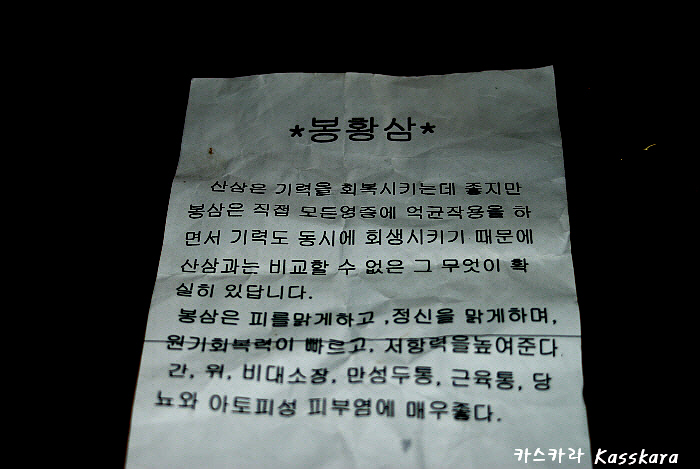 *봉황삼*
산삼은 기력을 회복시키는데 좋지만
봉삼은 직접 모든영즐에 억균작용을 하
면서 기력도 동시에 회생시키기 때문에
산삼과는 비교할 수 없은 그 무엇이 확
실히 있답니다.
봉삼은 피를맑게하고 ,정신을 맑게하며,
원기회복력이 빠르고, 저항력을높여준다
간, 위, 비대소장, 만성두통, 근육통, 당
뇨와 아토피성 피부염에 매우좋다.
카스카라 Kasskara